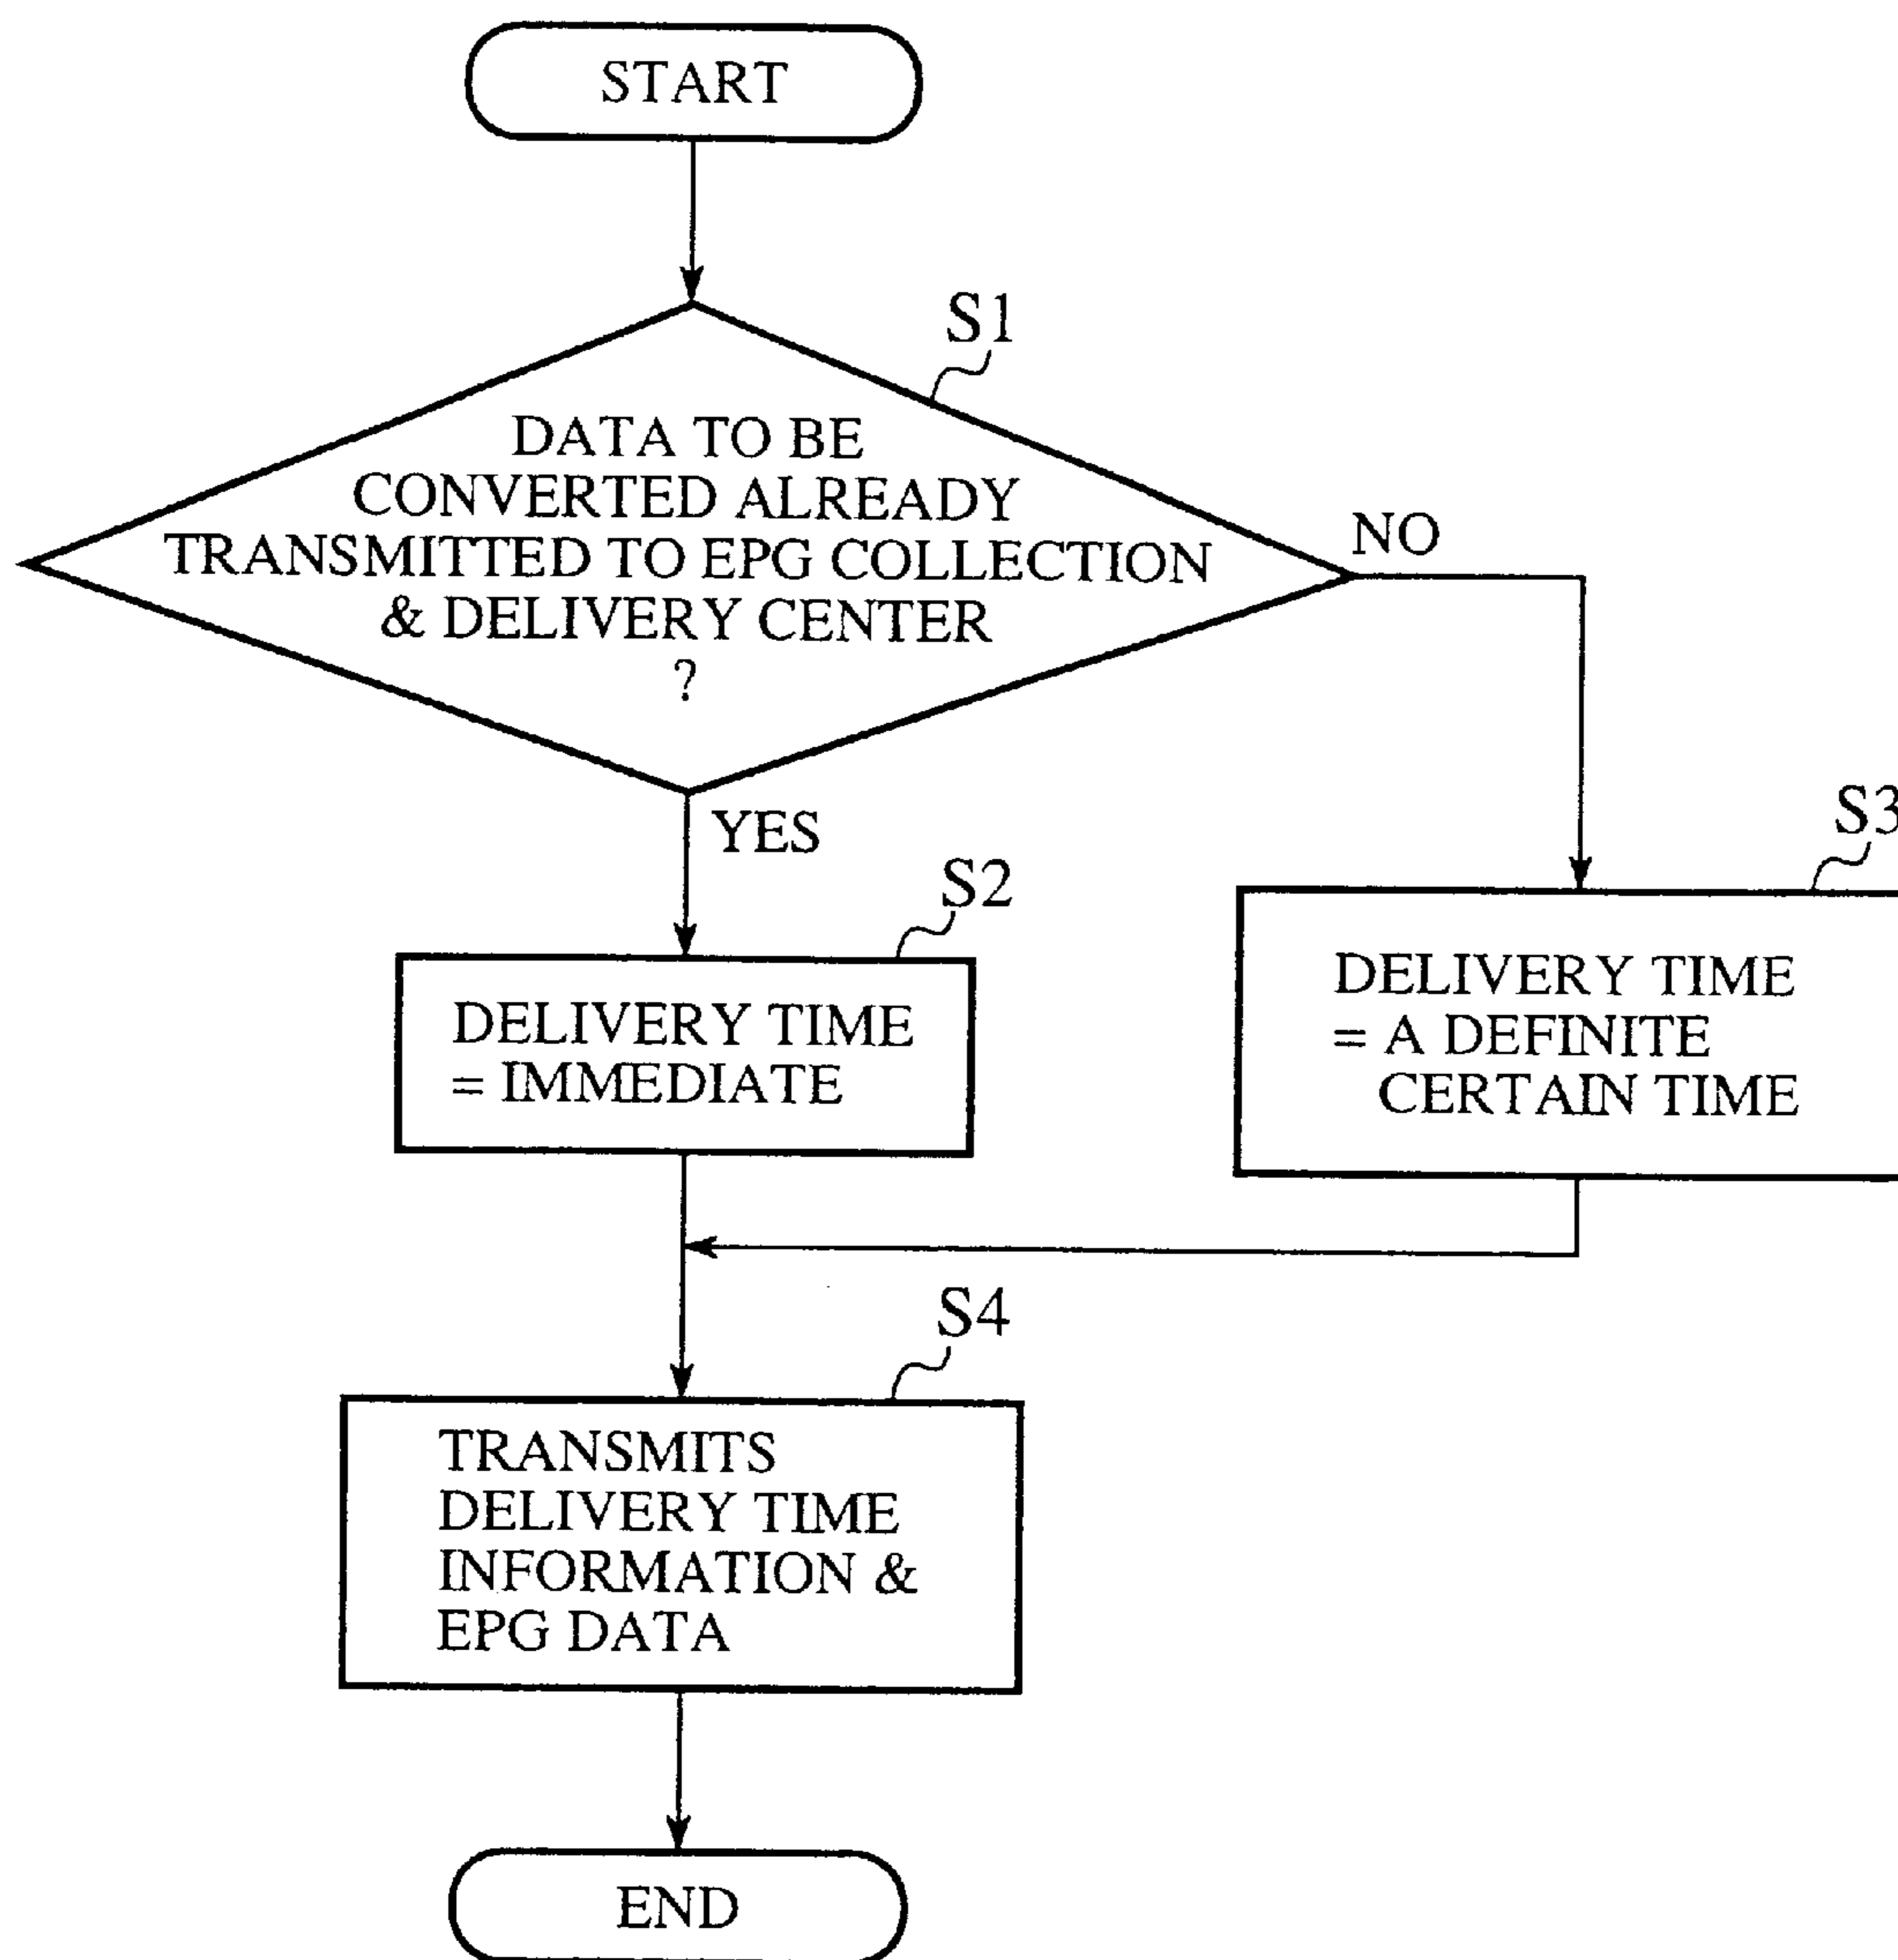 START
S1
DATA TO BE
CONVERTED ALREADY
TRANSMITTED TO EPG COLLECTION
& DELIVERY CENTER
?
NO
YES
S2
DELIVERY TIME
= IMMEDIATE
S3
DELIVERY TIME
= A DEFINITE
CERTAIN TIME
S4
TRANSMITS
DELIVERY TIME
INFORMATION &
EPG DATA
END